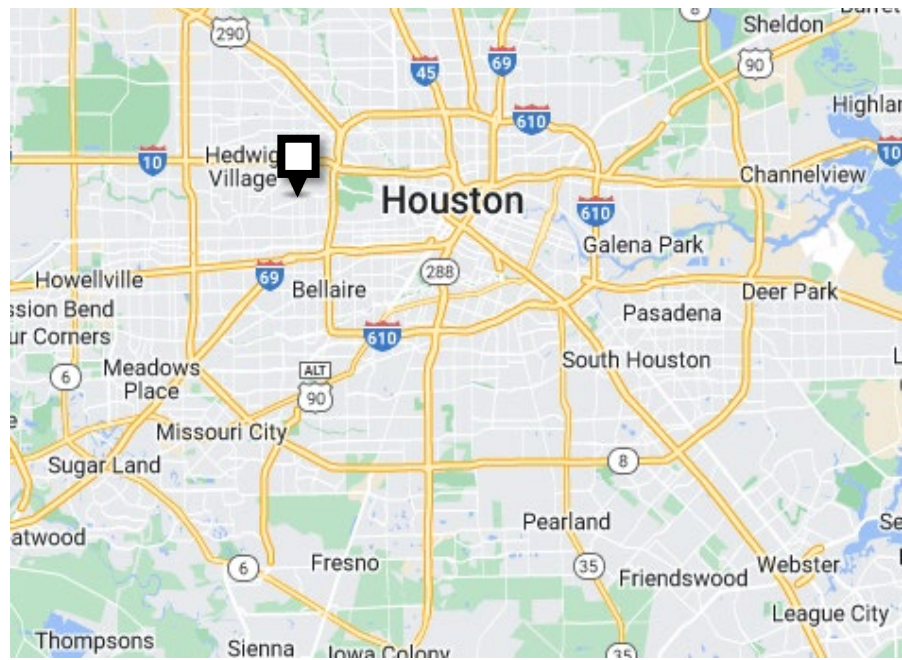 8
Sheldon
290
90
45
69
610
Highlar
Hedwig
Village
10
10
Channelview
Houston
610
Galena Park
288
69
Howellville
Bellaire
Deer Park
ssion Bend
ur Corners
Pasadena
610
South Houston
Meadows
Place
6
ALT
90
Missouri City
Sugar Land
8
Pearland
atwood
Fresno
6
35
Friendswood
Webster
League City
Thompsons
Sienna
Iowa Colony
35